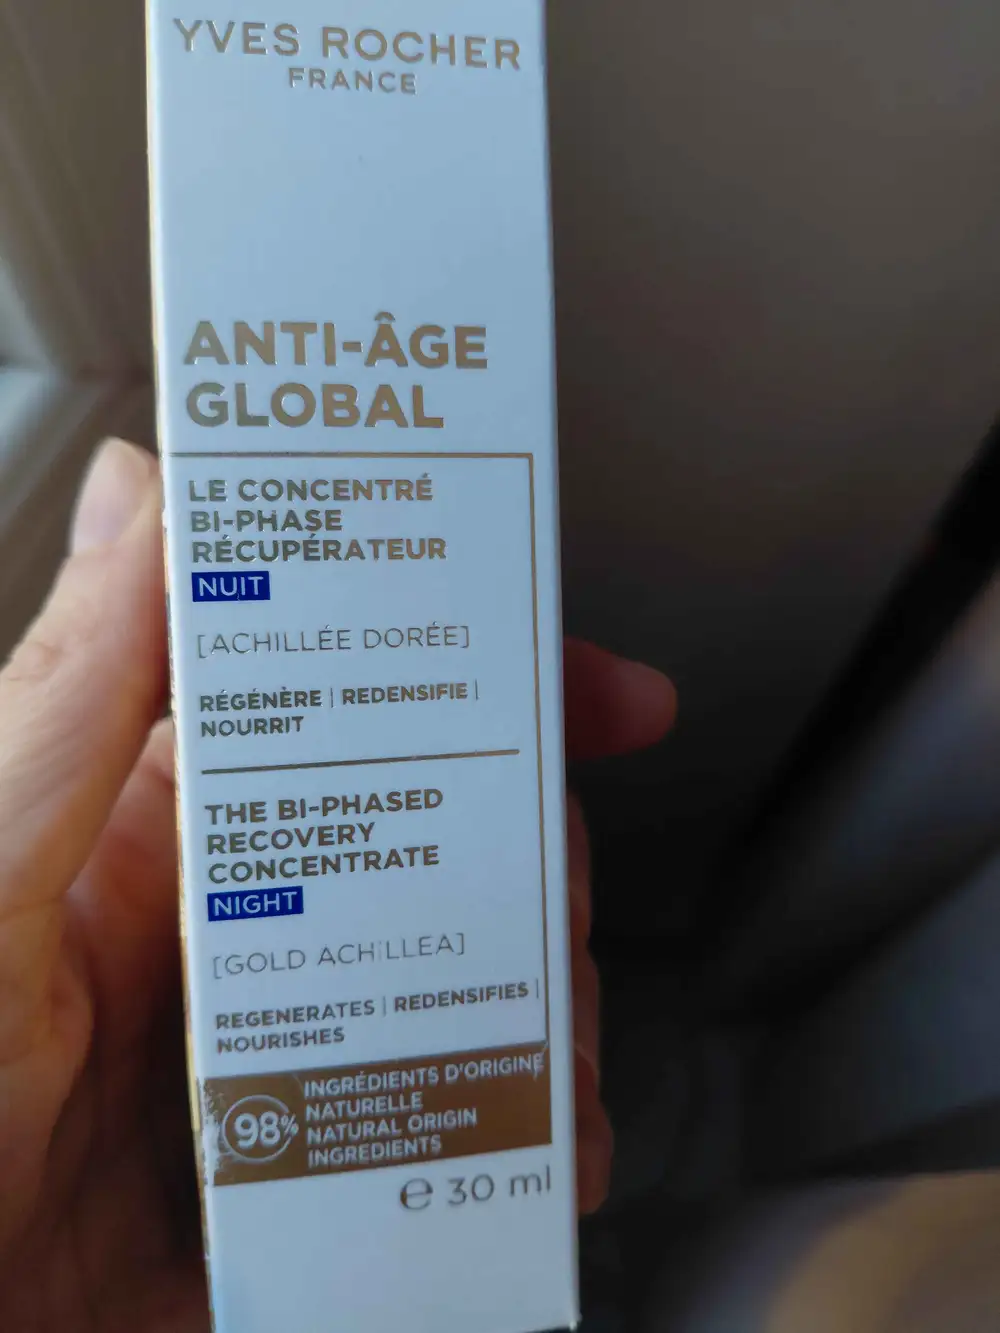 YVES ROCHER
FRANCE
ANTI-ÂGE
GLOBAL
LE CONCENTRÉ
BI-PHASE
RÉCUPÉRATEUR
NUIT
[ACHILLÉE DORÉE]
RÉGÉNÈRE | REDENSIFIE |
NOURRIT
THE BI-PHASED
RECOVERY
CONCENTRATE
NIGHT
[GOLD ACHILLEA]
REGENERATES | REDENSIFIES |
NOURISHES
98%
INGRÉDIENTS D'ORIGINE
NATURELLE
NATURAL ORIGIN
INGREDIENTS
℮ 30 ml